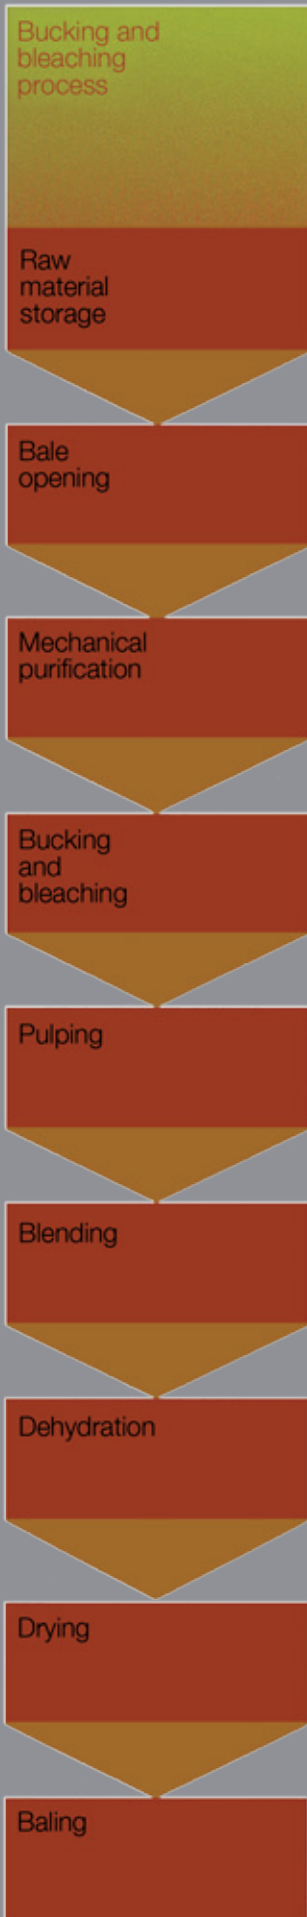 Bucking and
bleaching
process
Raw
material
storage
Bale
opening
Mechanical
purification
Bucking
and
bleaching
Pulping
Blending
Dehydration
Drying
Baling